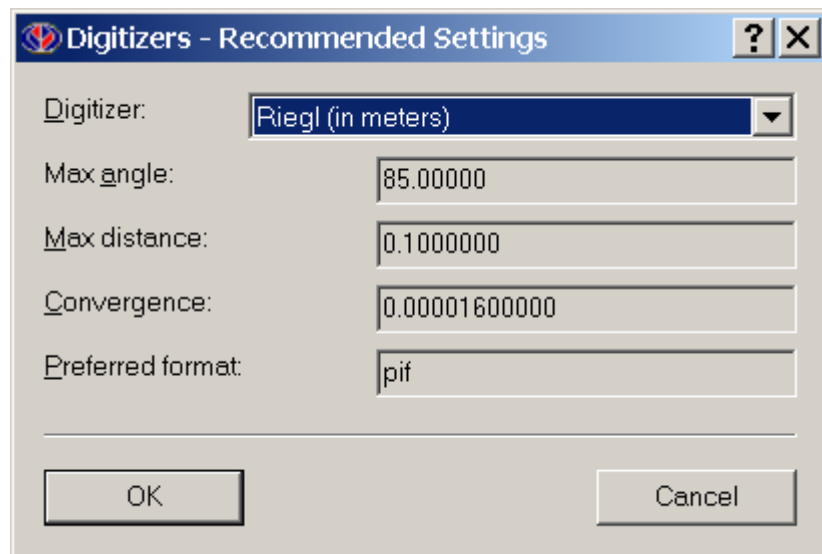 Digitizers - Recommended Settings
Digitizer: Riegl (in meters)
Max angle: 85.00000
Max distance: 0.1000000
Convergence: 0.00001600000
Preferred format: pif
OK Cancel